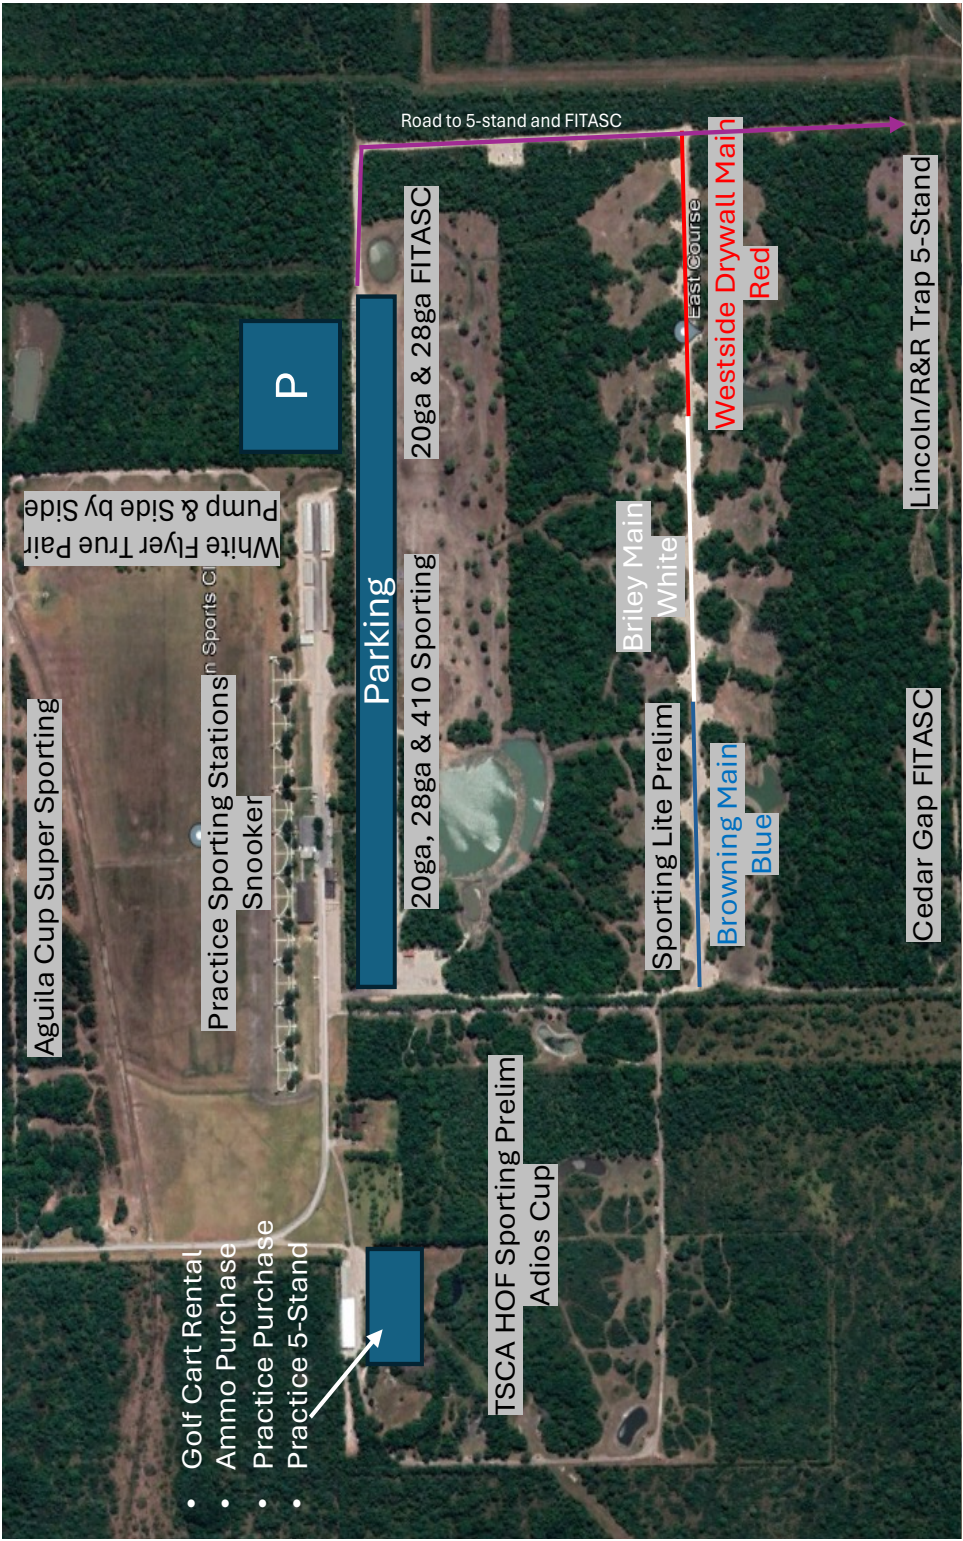 Road to 5-stand and FITASC
Aguila Cup Super Sporting
White Flyer True Pair
Pump & Side by Side
n Sports Cl
Practice Sporting Stations
Snooker
P
Parking
20ga & 28ga FITASC
20ga, 28ga & 410 Sporting
Westside Drywall Main
Red
East Course
Briley Main
White
Sporting Lite Prelim
Browning Main
Blue
Lincoln/R&R Trap 5-Stand
Cedar Gap FITASC
TSCA HOF Sporting Prelim
Adios Cup
• Golf Cart Rental
• Ammo Purchase
• Practice Purchase
• Practice 5-Stand